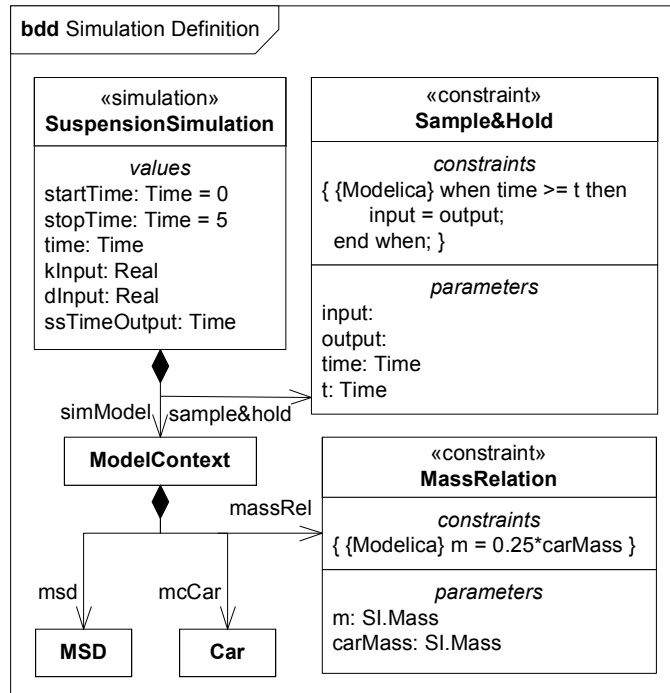 bdd Simulation Definition
«simulation»
SuspensionSimulation
values
startTime: Time = 0
stopTime: Time = 5
time: Time
kInput: Real
dInput: Real
ssTimeOutput: Time
«constraint»
Sample&Hold
constraints
{ {Modelica} when time >= t then
input = output;
end when; }
parameters
input:
output:
time: Time
t: Time
simModel
sample&hold
ModelContext
massRel
«constraint»
MassRelation
constraints
{ {Modelica} m = 0.25*carMass }
parameters
m: SI.Mass
carMass: SI.Mass
msd
mcCar
MSD
Car